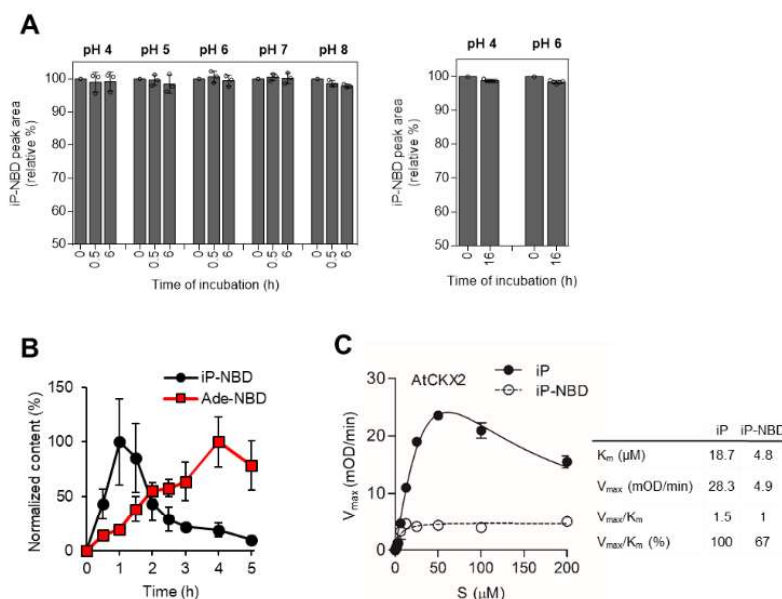 A
pH 4 pH 5 pH 6 pH 7 pH 8
iP-NBD peak area
(relative %)
100
90
80
70
60
50
0 0.5 6 0 0.5 6 0 0.5 6 0 0.5 6 0 0.5 6
Time of incubation (h)
pH 4 pH 6
iP-NBD peak area
(relative %)
100
90
80
70
60
50
0 16 0 16
Time of incubation (h)
B
iP-NBD
Ade-NBD
Normalized content (%)
150
100
50
0
0 1 2 3 4 5
Time (h)
C
AtCKX2
iP
iP-NBD
Vmax (mOD/min)
30
20
10
0
0 50 100 150 200
S (µM)
iP iP-NBD
Km (µM) 18.7 4.8
Vmax (mOD/min) 28.3 4.9
Vmax/Km 1.5 1
Vmax/Km (%) 100 67